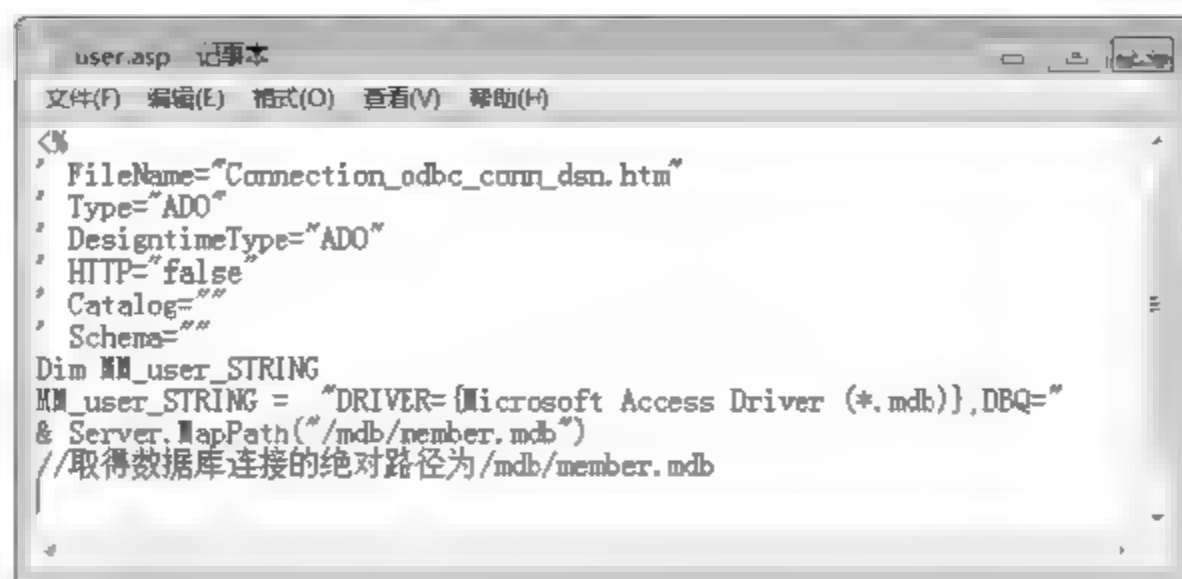 user.asp 记事本
文件(F) 编辑(E) 格式(O) 查看(V) 帮助(H)
<%
' FileName="Connection_odbc_conn_dsn.htm"
' Type="ADO"
' DesigntimeType="ADO"
' HTTP="false"
' Catalog=""
' Schema=""
Dim MM_user_STRING
MM_user_STRING = "DRIVER={Microsoft Access Driver (*.mdb)},DBQ="
& Server.MapPath("/mdb/member.mdb")
//取得数据库连接的绝对路径为/mdb/member.mdb